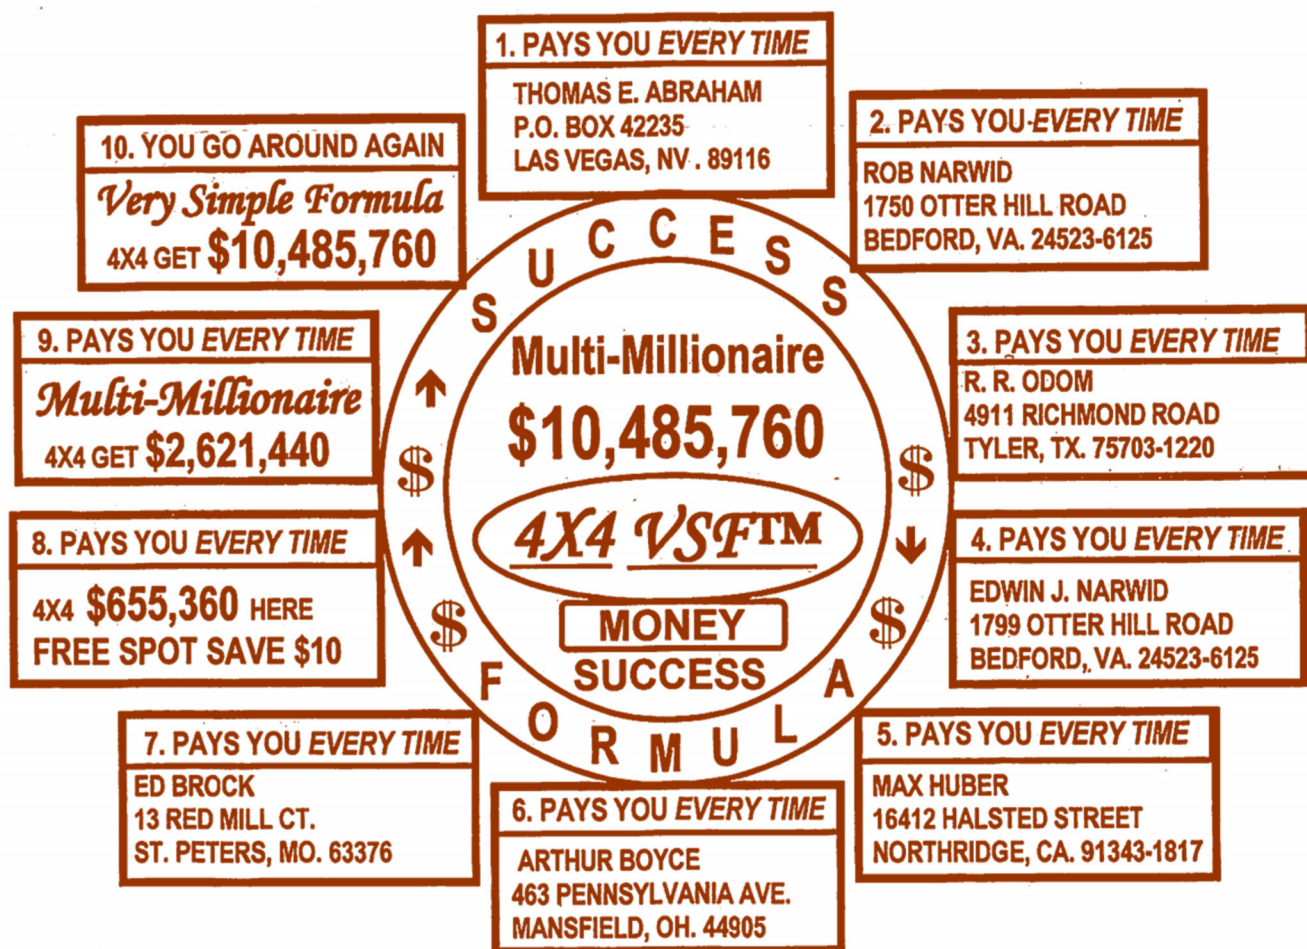 1. PAYS YOU EVERY TIME
THOMAS E. ABRAHAM
P.O. BOX 42235
LAS VEGAS, NV . 89116
2. PAYS YOU EVERY TIME
ROB NARWID
1750 OTTER HILL ROAD
BEDFORD, VA. 24523-6125
3. PAYS YOU EVERY TIME
R. R. ODOM
4911 RICHMOND ROAD
TYLER, TX. 75703-1220
4. PAYS YOU EVERY TIME
EDWIN J. NARWID
1799 OTTER HILL ROAD
BEDFORD, VA. 24523-6125
5. PAYS YOU EVERY TIME
MAX HUBER
16412 HALSTED STREET
NORTHRIDGE, CA. 91343-1817
6. PAYS YOU EVERY TIME
ARTHUR BOYCE
463 PENNSYLVANIA AVE.
MANSFIELD, OH. 44905
7. PAYS YOU EVERY TIME
ED BROCK
13 RED MILL CT.
ST. PETERS, MO. 63376
8. PAYS YOU EVERY TIME
4X4 $655,360 HERE
FREE SPOT SAVE $10
9. PAYS YOU EVERY TIME
Multi-Millionaire
4X4 GET $2,621,440
10. YOU GO AROUND AGAIN
Very Simple Formula
4X4 GET $10,485,760
↑ SUCCESS
$ $
↑ ↓
$ $
FORMULA
Multi-Millionaire
$10,485,760
4X4 VSF™
MONEY
SUCCESS